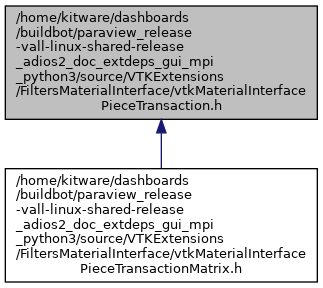 /home/kitware/dashboards
/buildbot/paraview_release
-vall-linux-shared-release
_adios2_doc_extdeps_gui_mpi
_python3/source/VTKExtensions
/FiltersMaterialInterface/vtkMaterialInterface
PieceTransaction.h
/home/kitware/dashboards
/buildbot/paraview_release
-vall-linux-shared-release
_adios2_doc_extdeps_gui_mpi
_python3/source/VTKExtensions
/FiltersMaterialInterface/vtkMaterialInterface
PieceTransactionMatrix.h